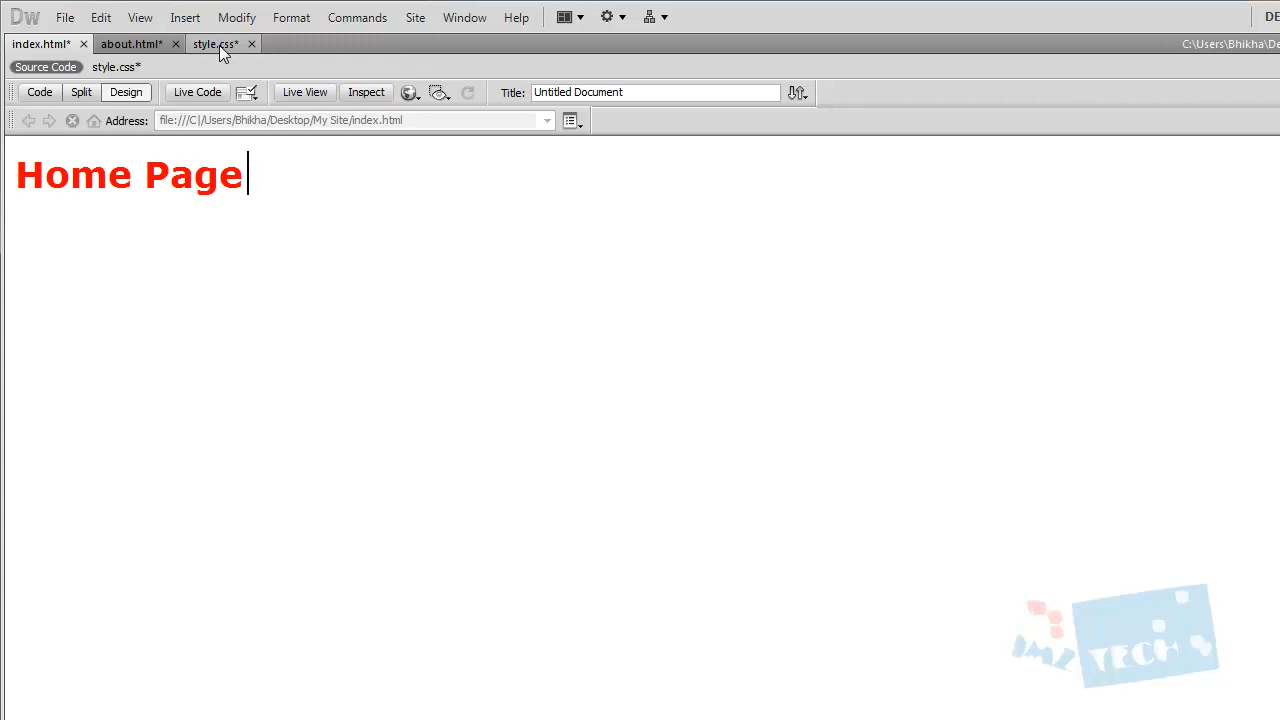 Dw File Edit View Insert Modify Format Commands Site Window Help DE
index.html* about.html* style.css* C:\Users\Bhikha\De
Source Code style.css*
Code Split Design Live Code Live View Inspect Title: Untitled Document
Address: file:///C|/Users/Bhikha/Desktop/My Site/index.html
Home Page
JMZ TECH